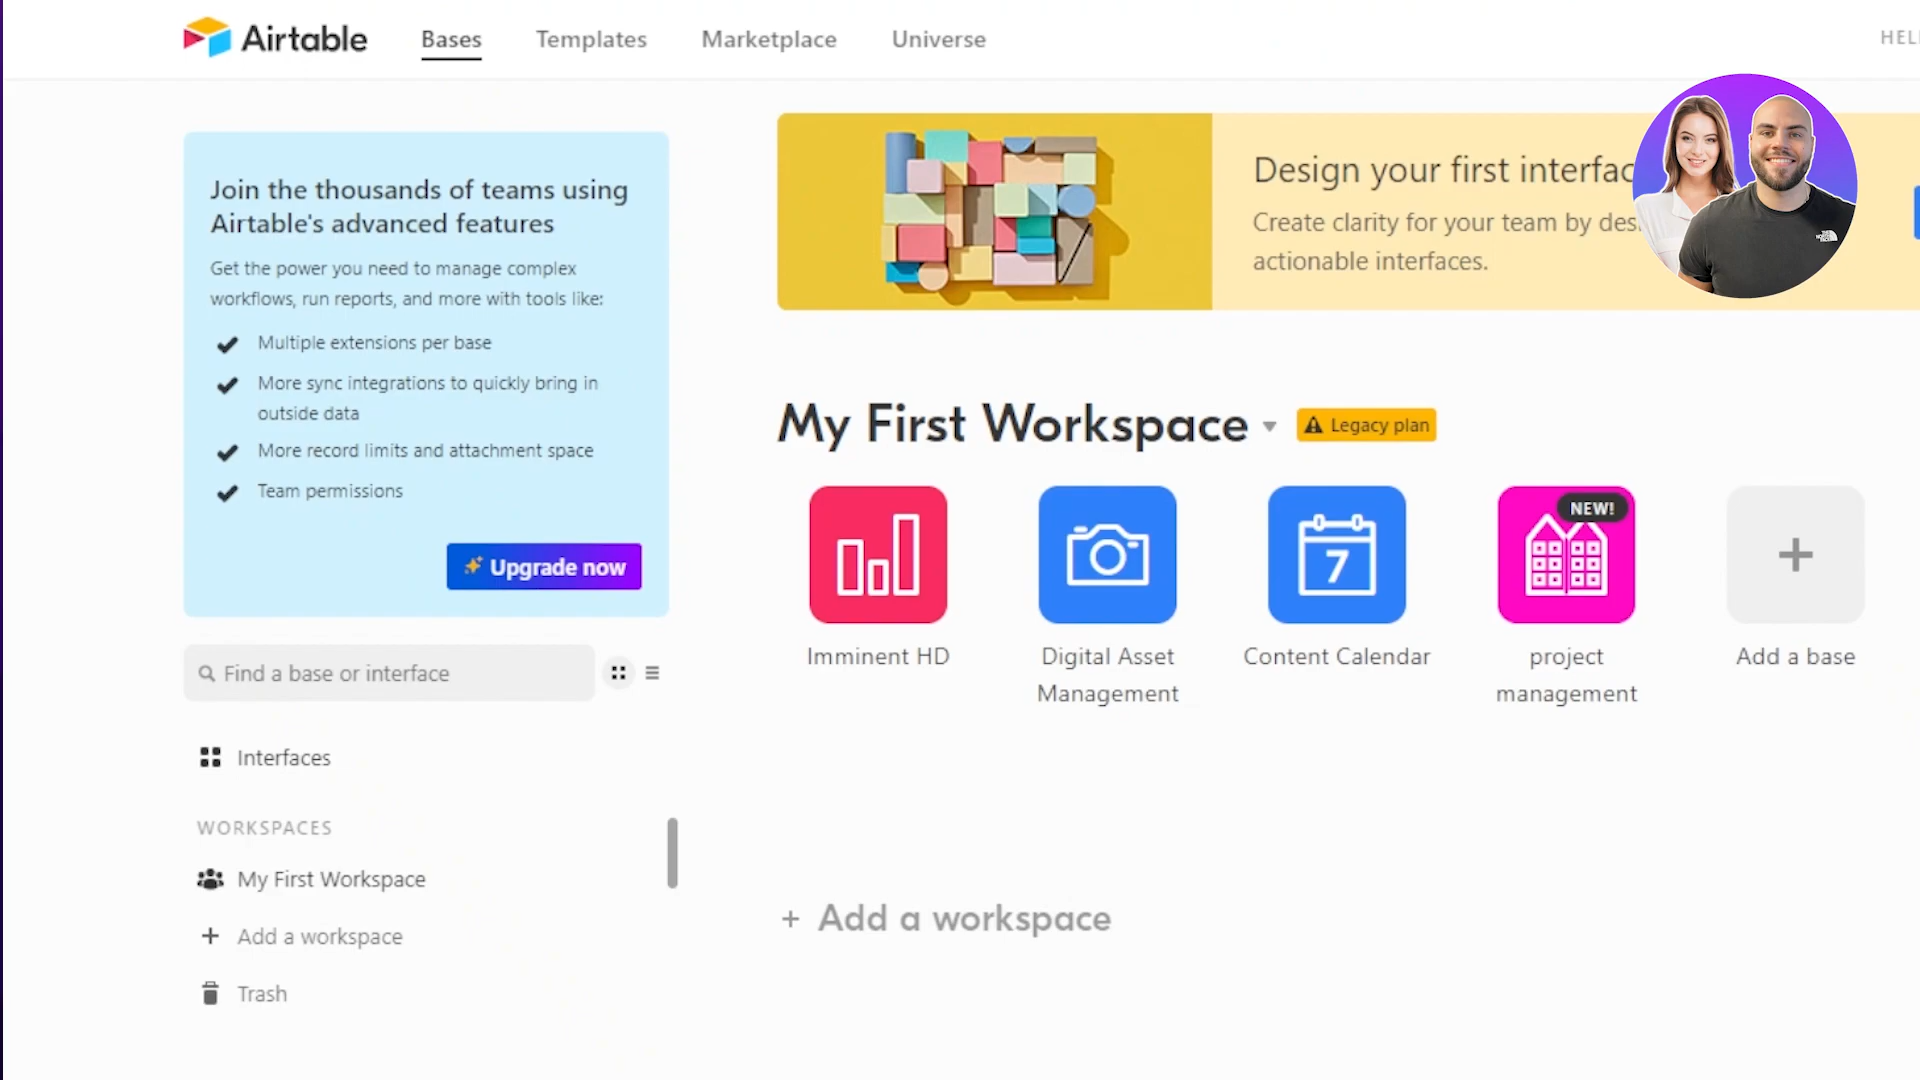 Airtable
Bases
Templates
Marketplace
Universe
Join the thousands of teams using
Airtable's advanced features
Get the power you need to manage complex
workflows, run reports, and more with tools like:
Multiple extensions per base
More sync integrations to quickly bring in
outside data
More record limits and attachment space
Team permissions
Upgrade now
Find a base or interface
Interfaces
WORKSPACES
My First Workspace
Add a workspace
Trash
Design your first interfac
Create clarity for your team by des
actionable interfaces.
THE NORTH FACE
My First Workspace
Legacy plan
7
NEW!
Imminent HD
Digital Asset
Management
Content Calendar
project
management
Add a base
+ Add a workspace